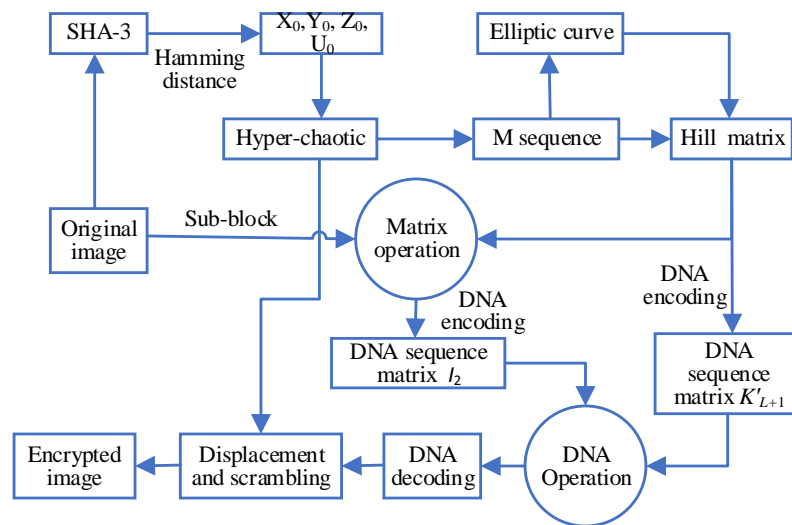 SHA-3
Hamming
distance
X₀, Y₀, Z₀,
U₀
Elliptic curve
Hyper-chaotic
M sequence
Hill matrix
Original
image
Sub-block
Matrix
operation
DNA
encoding
DNA
encoding
DNA sequence
matrix I₂
DNA
sequence
matrix K′L+1
Encrypted
image
Displacement
and scrambling
DNA
decoding
DNA
Operation